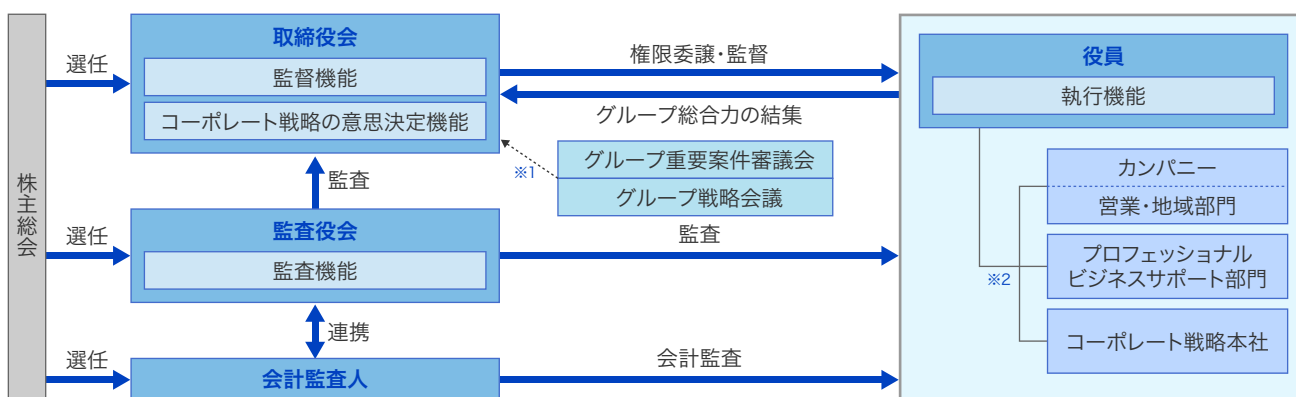 株主総会
選任
取締役会
監督機能
コーポレート戦略の意思決定機能
権限委譲・監督
グループ総合力の結集
※1
グループ重要案件審議会
グループ戦略会議
監査
選任
監査役会
監査機能
監査
連携
選任
会計監査人
会計監査
役員
執行機能
カンパニー
営業・地域部門
※2
プロフェッショナル
ビジネスサポート部門
コーポレート戦略本社